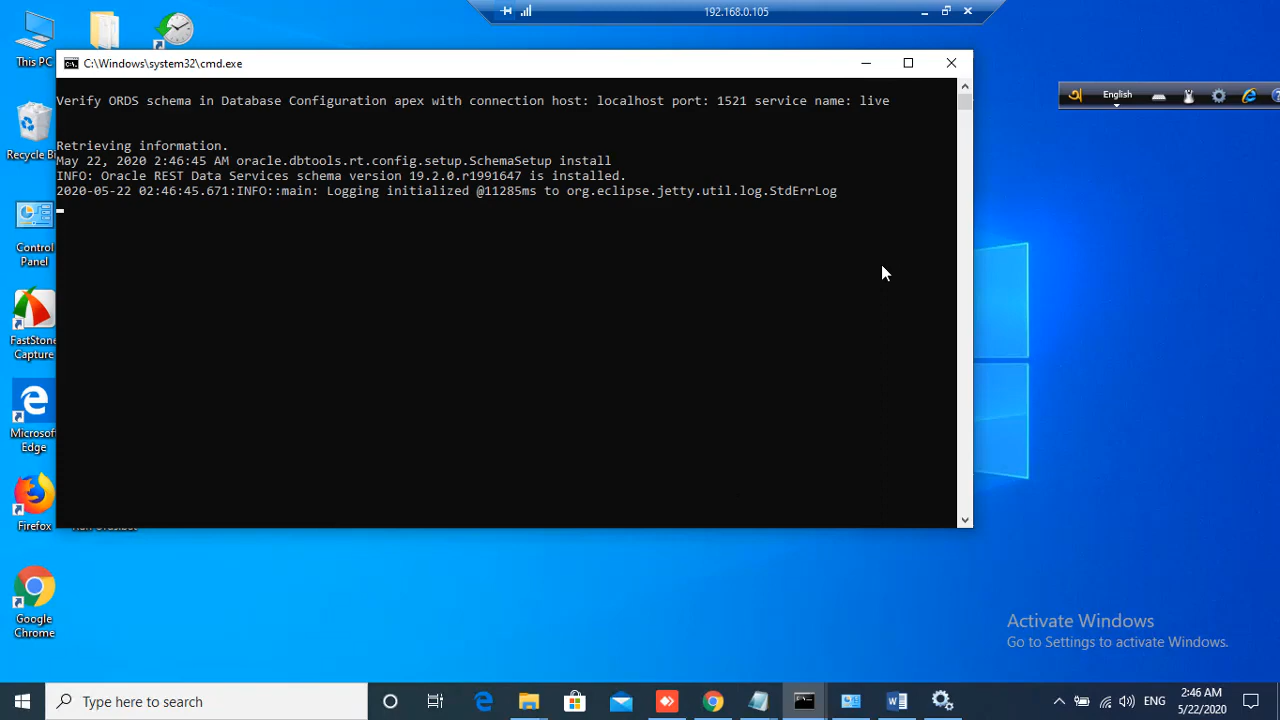 192.168.0.105
This PC
C:\Windows\system32\cmd.exe
Verify ORDS schema in Database Configuration apex with connection host: localhost port: 1521 service name: live
Retrieving information.
May 22, 2020 2:46:45 AM oracle.dbtools.rt.config.setup.SchemaSetup install
INFO: Oracle REST Data Services schema version 19.2.0.r1991647 is installed.
2020-05-22 02:46:45.671:INFO::main: Logging initialized @11285ms to org.eclipse.jetty.util.log.StdErrLog
English
Recycle Bi
Control
Panel
FastStone
Capture
Microsof
Edge
Firefox
Google
Chrome
Activate Windows
Go to Settings to activate Windows.
Type here to search
ENG
2:46 AM
5/22/2020